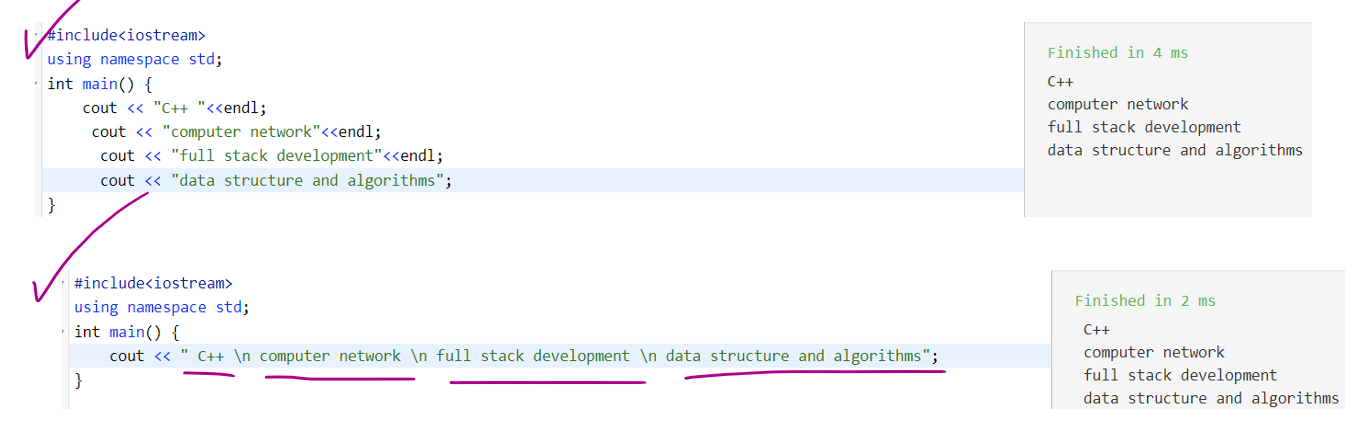 #include<iostream>
using namespace std;
int main() {
    cout << "C++ "<<endl;
     cout << "computer network"<<endl;
      cout << "full stack development"<<endl;
      cout << "data structure and algorithms";
}
Finished in 4 ms
C++
computer network
full stack development
data structure and algorithms
#include<iostream>
using namespace std;
int main() {
    cout << " C++ \n computer network \n full stack development \n data structure and algorithms";
}
Finished in 2 ms
 C++
 computer network
 full stack development
 data structure and algorithms